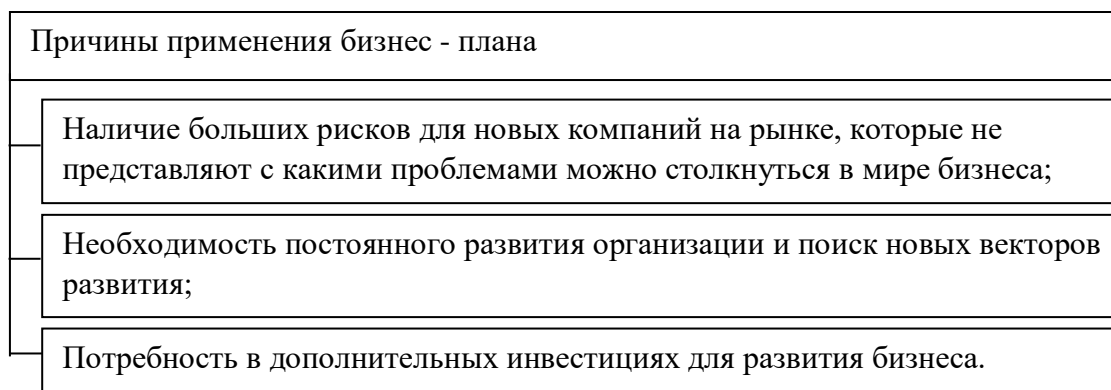 Причины применения бизнес - плана
Наличие больших рисков для новых компаний на рынке, которые не
представляют с какими проблемами можно столкнуться в мире бизнеса;
Необходимость постоянного развития организации и поиск новых векторов
развития;
Потребность в дополнительных инвестициях для развития бизнеса.